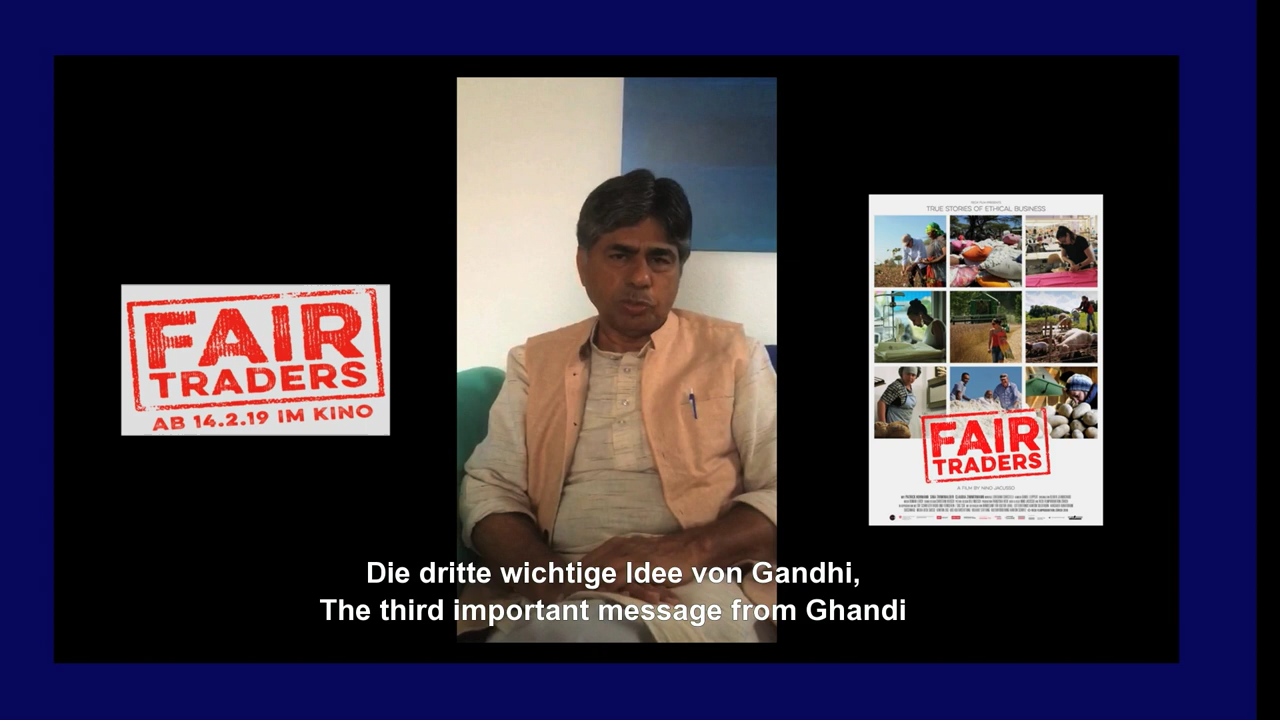 FAIR
TRADERS
AB 14.2.19 IM KINO
TRUE STORIES OF ETHICAL BUSINESS
FAIR
TRADERS
A FILM BY NINO JACUSSO
Die dritte wichtige Idee von Gandhi,
The third important message from Ghandi